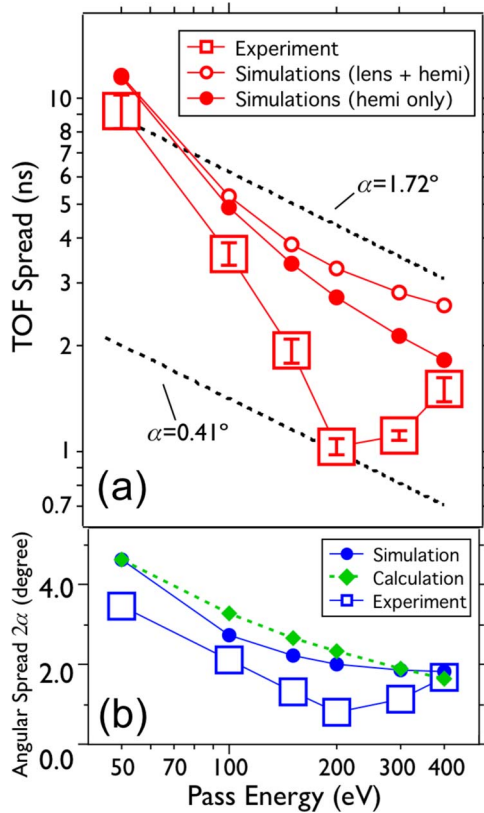 Experiment
Simulations (lens + hemi)
Simulations (hemi only)
10
9
8
7
6
5
4
3
2
1
0.7
TOF Spread (ns)
α=1.72°
α=0.41°
(a)
Simulation
Calculation
Experiment
4.0
2.0
0.0
Angular Spread 2α (degree)
(b)
50 70 100 200 300 400
Pass Energy (eV)